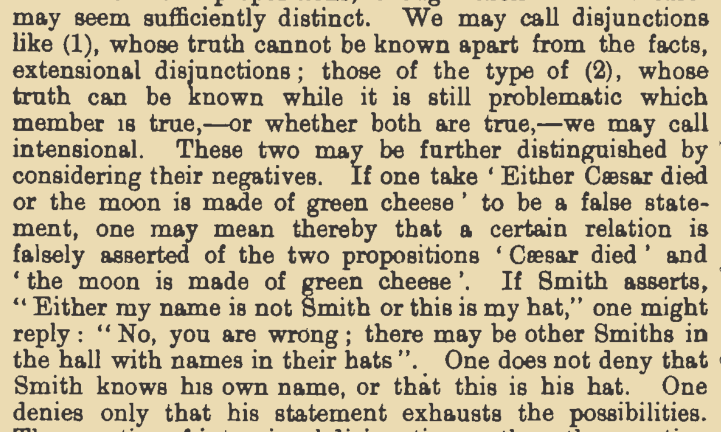 may seem sufficiently distinct. We may call disjunctions
like (1), whose truth cannot be known apart from the facts,
extensional disjunctions; those of the type of (2), whose
truth can be known while it is still problematic which
member is true,—or whether both are true,—we may call
intensional. These two may be further distinguished by
considering their negatives. If one take ‘Either Cæsar died
or the moon is made of green cheese’ to be a false state-
ment, one may mean thereby that a certain relation is
falsely asserted of the two propositions ‘Cæsar died’ and
‘the moon is made of green cheese’. If Smith asserts,
“Either my name is not Smith or this is my hat,” one might
reply: “No, you are wrong; there may be other Smiths in
the hall with names in their hats”. One does not deny that
Smith knows his own name, or that this is his hat. One
denies only that his statement exhausts the possibilities.